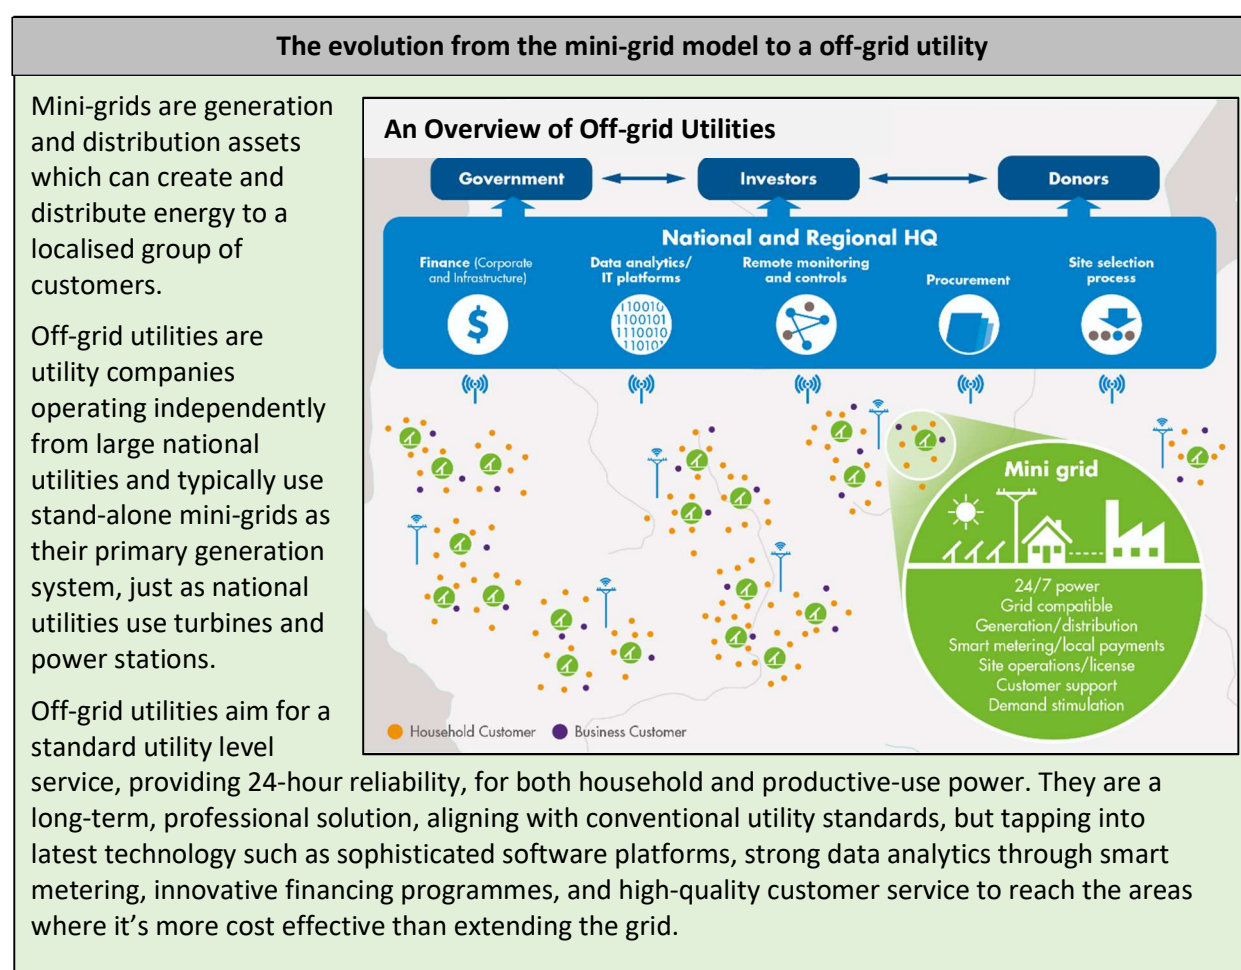 The evolution from the mini-grid model to a off-grid utility
Mini-grids are generation
and distribution assets
which can create and
distribute energy to a
localised group of
customers.
Off-grid utilities are
utility companies
operating independently
from large national
utilities and typically use
stand-alone mini-grids as
their primary generation
system, just as national
utilities use turbines and
power stations.
Off-grid utilities aim for a
standard utility level
An Overview of Off-grid Utilities
Government
Investors
Donors
National and Regional HQ
Finance (Corporate
and Infrastructure)
Data analytics/
IT platforms
Remote monitoring
and controls
Procurement
Site selection
process
$
110010
1100101
1110010
11010
Mini grid
24/7 power
Grid compatible
Generation/distribution
Smart metering/local payments
Site operations/license
Customer support
Demand stimulation
Household Customer
Business Customer
service, providing 24-hour reliability, for both household and productive-use power. They are a
long-term, professional solution, aligning with conventional utility standards, but tapping into
latest technology such as sophisticated software platforms, strong data analytics through smart
metering, innovative financing programmes, and high-quality customer service to reach the areas
where it’s more cost effective than extending the grid.